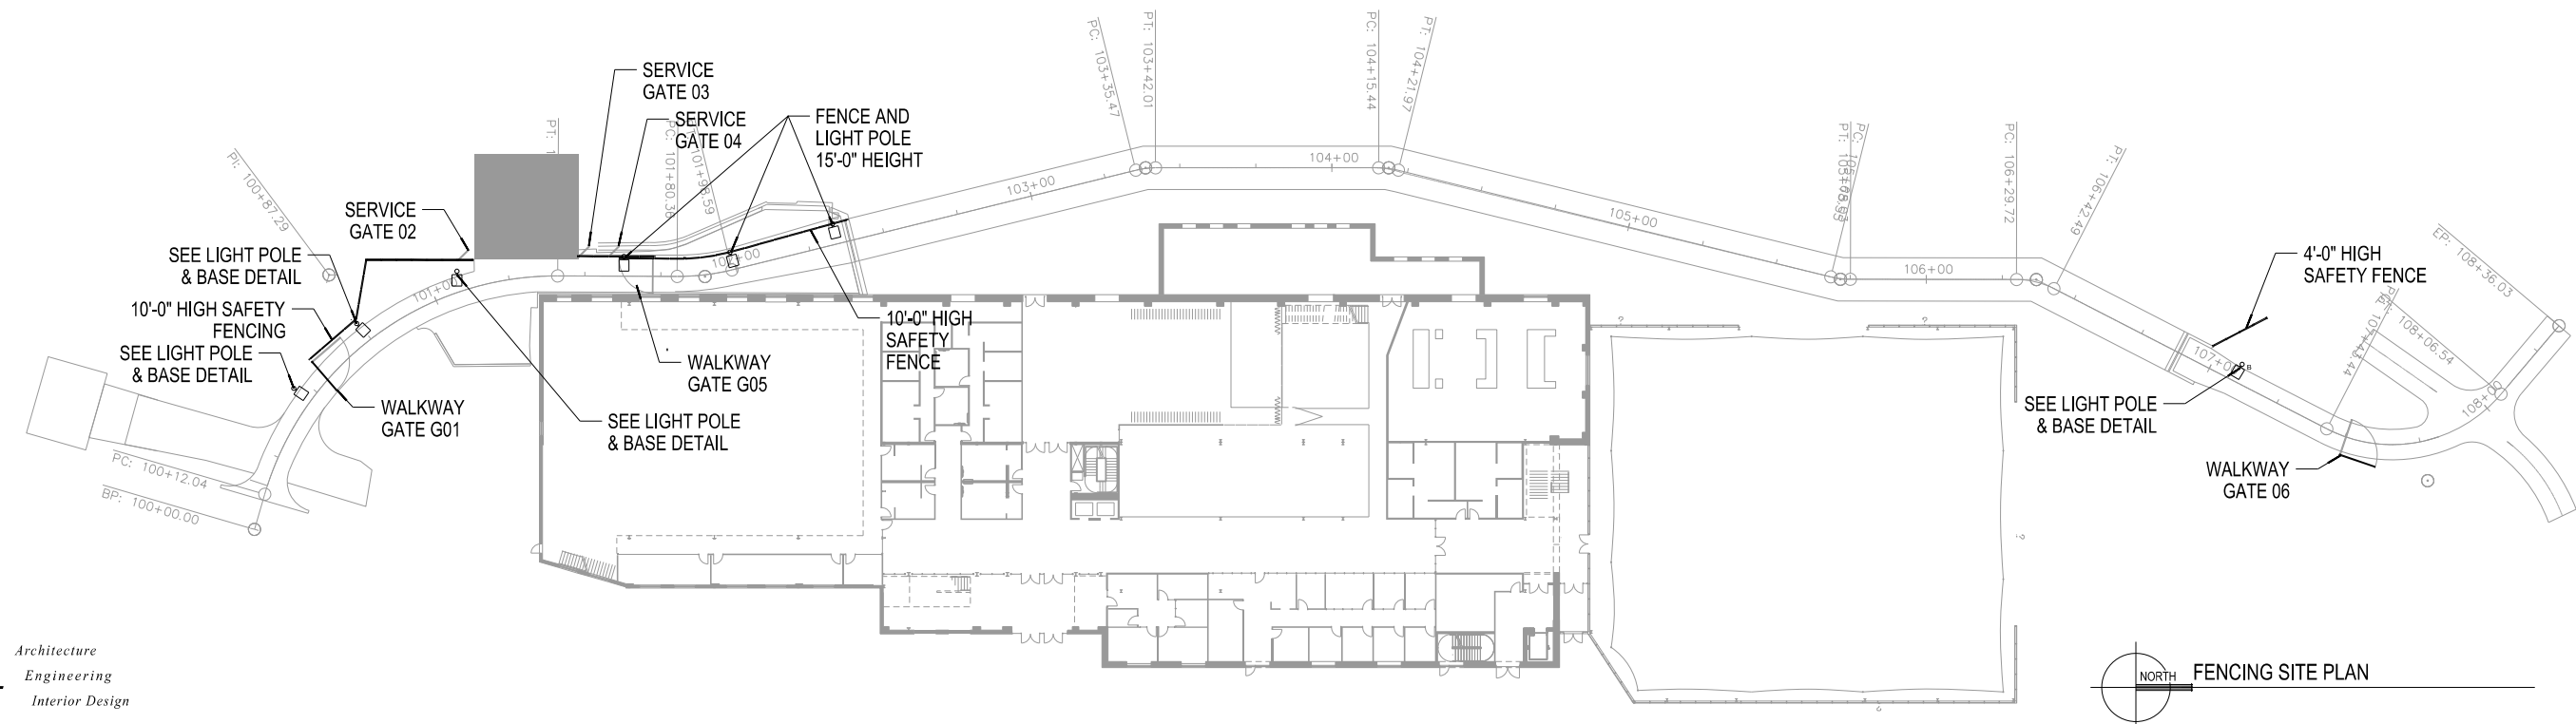 SERVICE
GATE 03
SERVICE
GATE 04
FENCE AND
LIGHT POLE
15'-0" HEIGHT
PI: 100+87.29
PT: 1
PC: 101+80.38
PC: 103+35.47
PT: 103+42.01
PC: 104+15.44
PT: 104+21.97
PC: 106+29.72
PT: 106+42.49
EP: 108+36.03
SERVICE
GATE 02
SEE LIGHT POLE
& BASE DETAIL
10'-0" HIGH SAFETY
FENCING
SEE LIGHT POLE
& BASE DETAIL
WALKWAY
GATE G01
PC: 100+12.04
BP: 100+00.00
103+00
104+00
105+00
106+00
108+00
10'-0" HIGH
SAFETY
FENCE
WALKWAY
GATE G05
SEE LIGHT POLE
& BASE DETAIL
4'-0" HIGH
SAFETY FENCE
PT: 108+06.54
B
SEE LIGHT POLE
& BASE DETAIL
WALKWAY
GATE 06
?
?
?
?
?
Architecture
Engineering
Interior Design
NORTH
FENCING SITE PLAN